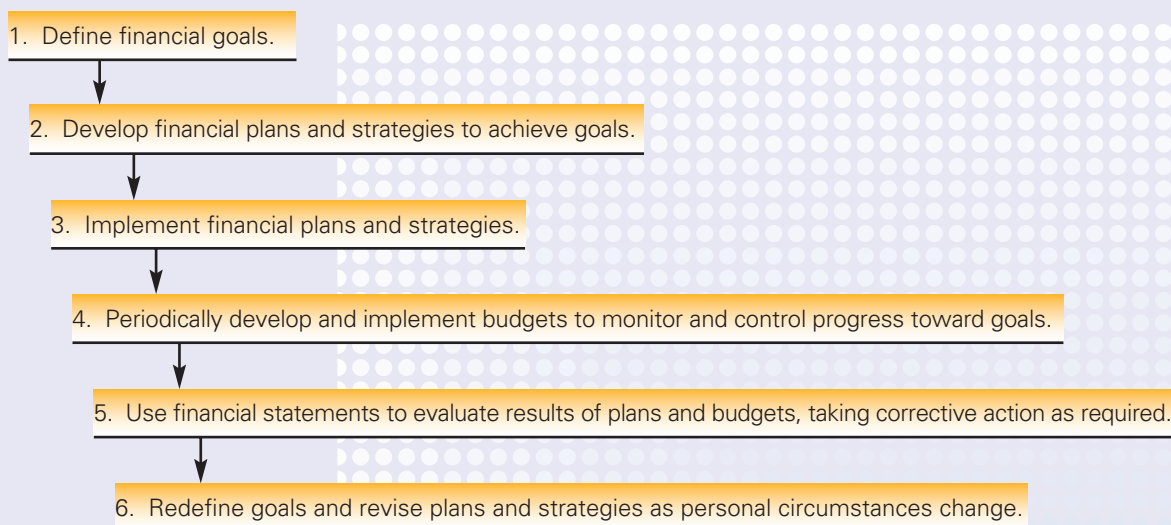 1. Define financial goals.
2. Develop financial plans and strategies to achieve goals.
3. Implement financial plans and strategies.
4. Periodically develop and implement budgets to monitor and control progress toward goals.
5. Use financial statements to evaluate results of plans and budgets, taking corrective action as required.
6. Redefine goals and revise plans and strategies as personal circumstances change.